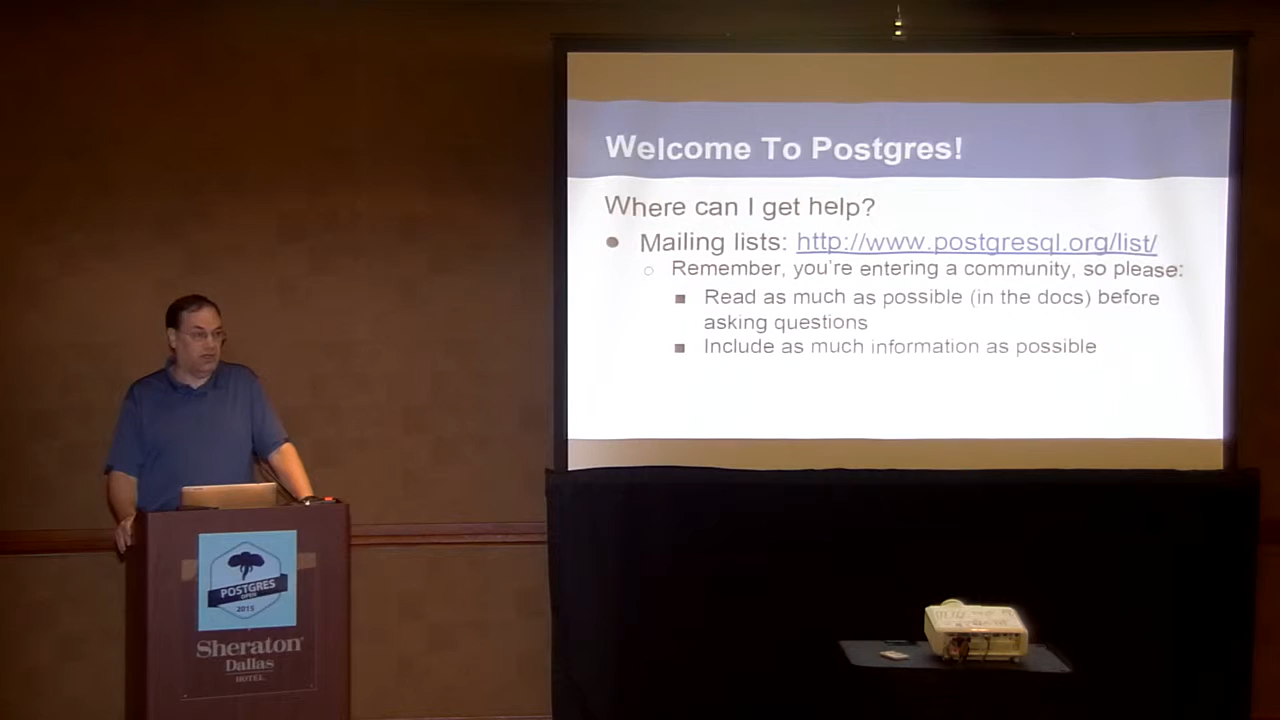 Welcome To Postgres!
Where can I get help?
● Mailing lists: http://www.postgresql.org/list/
○ Remember, you're entering a community, so please:
■ Read as much as possible (in the docs) before
asking questions
■ Include as much information as possible
POSTGRES
OPEN
2015
Sheraton
Dallas
HOTEL